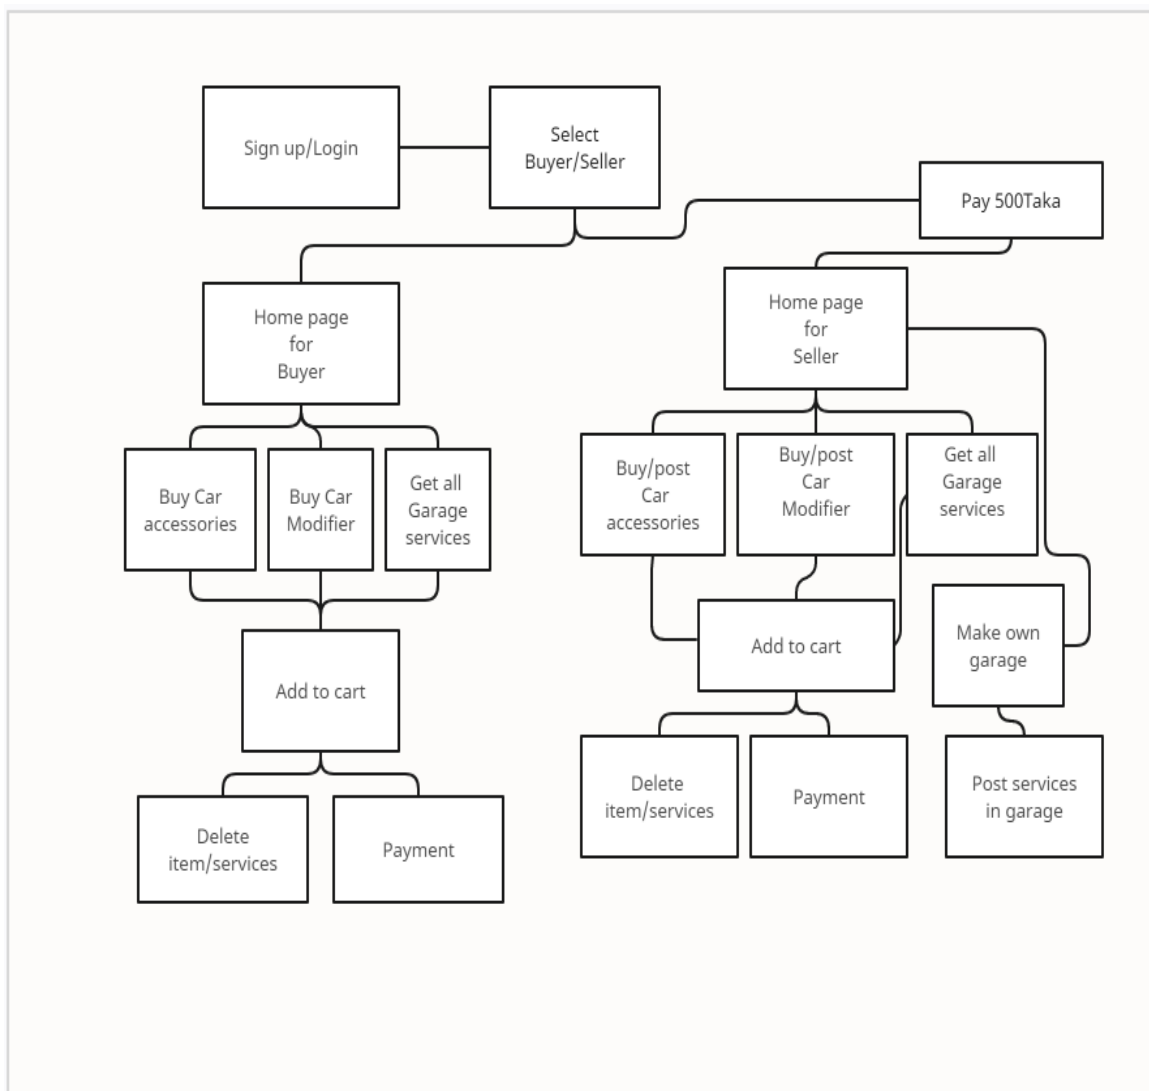 Sign up/Login
Select
Buyer/Seller
Pay 500Taka
Home page
for
Buyer
Home page
for
Seller
Buy Car
accessories
Buy Car
Modifier
Get all
Garage
services
Buy/post
Car
accessories
Buy/post
Car
Modifier
Get all
Garage
services
Add to cart
Add to cart
Make own
garage
Delete
item/services
Payment
Delete
item/services
Payment
Post services
in garage